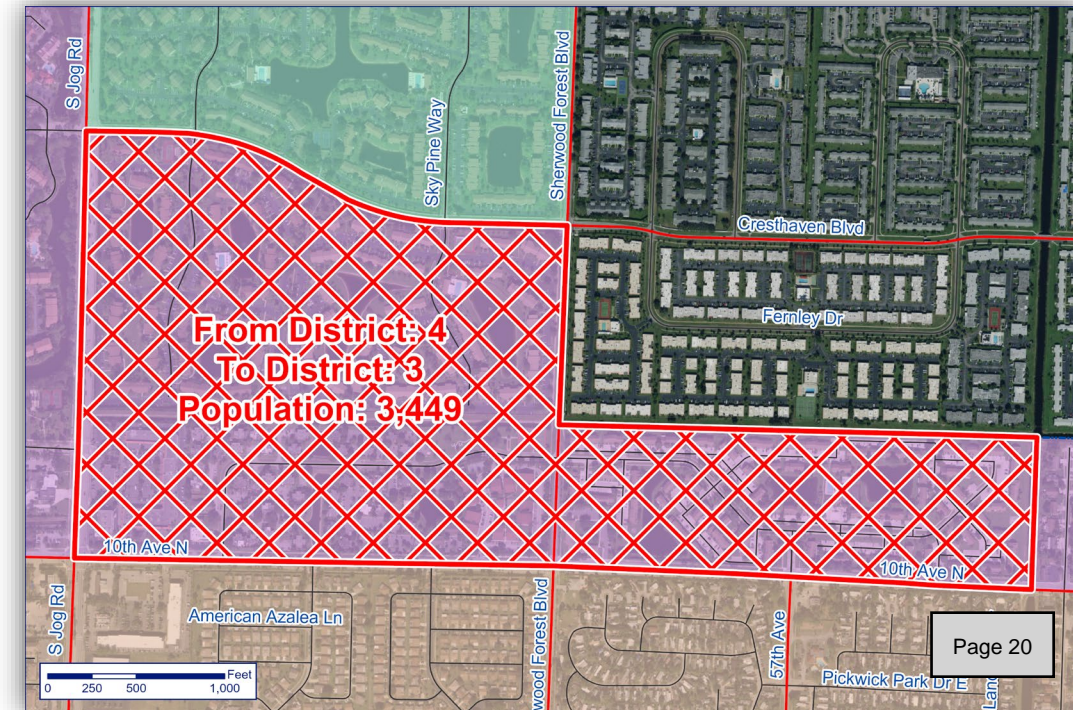 S Jog Rd
Sky Pine Way
Sherwood Forest Blvd
Cresthaven Blvd
Fernley Dr
From District: 4
To District: 3
Population: 3,449
10th Ave N
10th Ave N
S Jog Rd
American Azalea Ln
wood Forest Blvd
57th Ave
Pickwick Park Dr E
Page 20
Feet
0 250 500 1,000